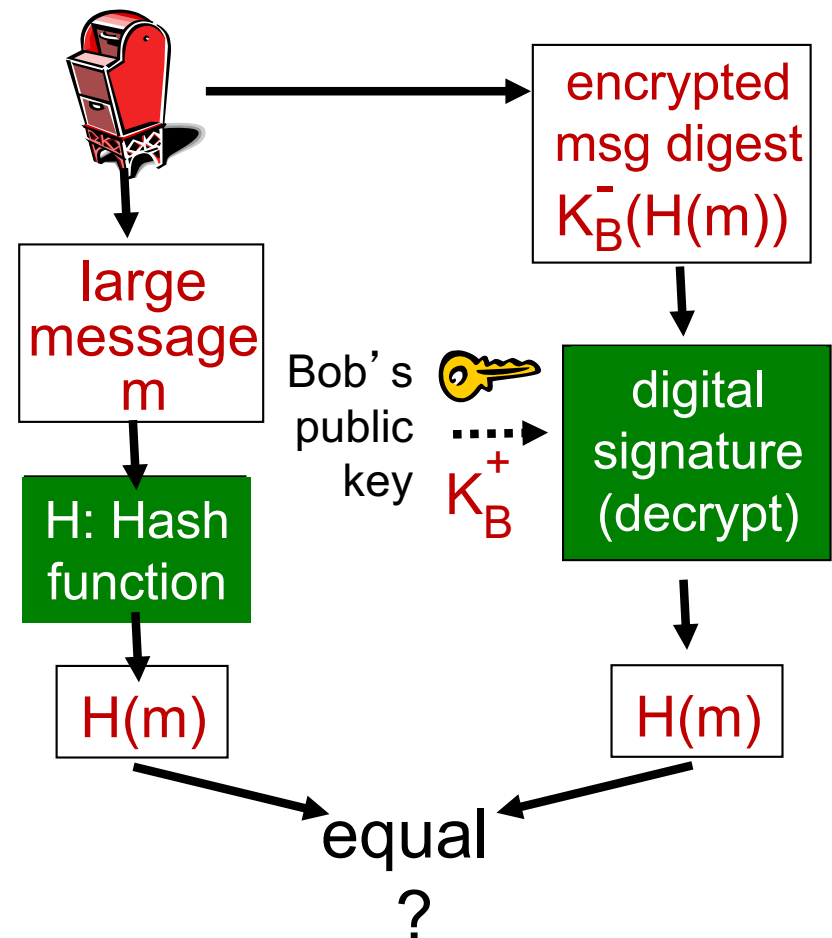 encrypted
msg digest
K_B^-(H(m))
large
message
m
Bob’s
public
key
K_B^+
digital
signature
(decrypt)
H: Hash
function
H(m)
H(m)
equal
?